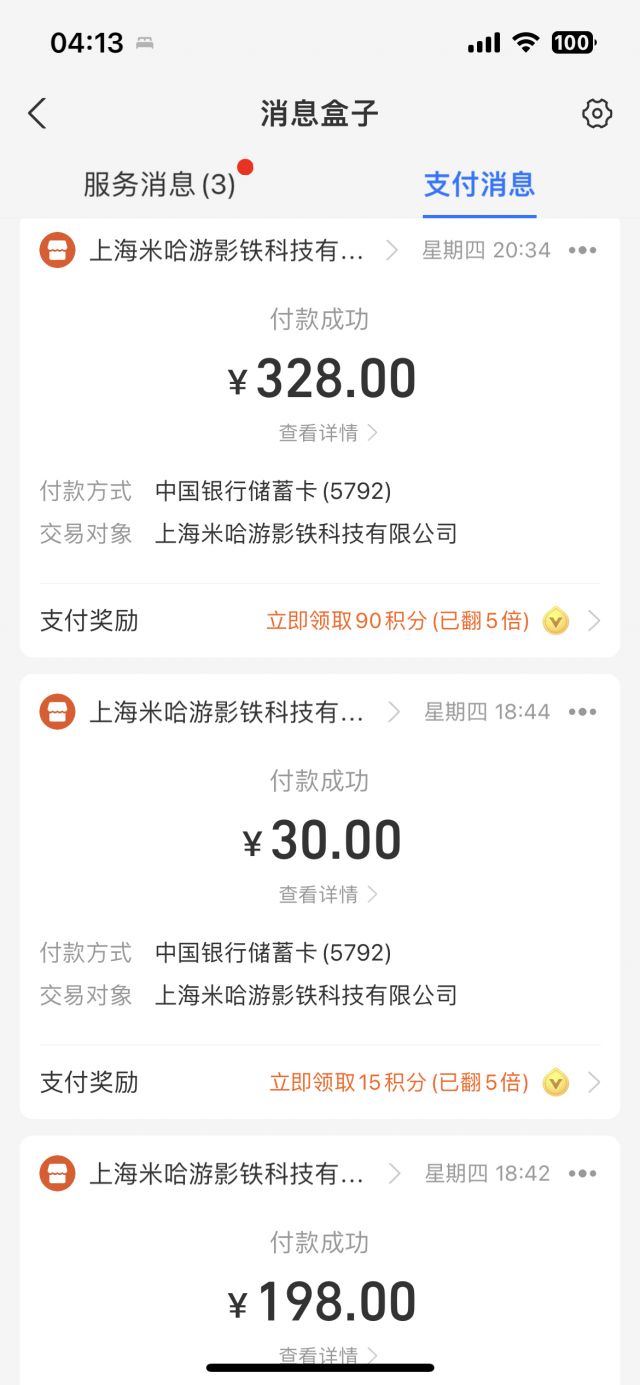 04:13
100
消息盒子
服务消息(3)
支付消息
上海米哈游影铁科技有... 星期四 20:34
付款成功
¥328.00
查看详情
付款方式 中国银行储蓄卡(5792)
交易对象 上海米哈游影铁科技有限公司
支付奖励 立即领取90积分(已翻5倍)
上海米哈游影铁科技有... 星期四 18:44
付款成功
¥30.00
查看详情
付款方式 中国银行储蓄卡(5792)
交易对象 上海米哈游影铁科技有限公司
支付奖励 立即领取15积分(已翻5倍)
上海米哈游影铁科技有... 星期四 18:42
付款成功
¥198.00
查看详情